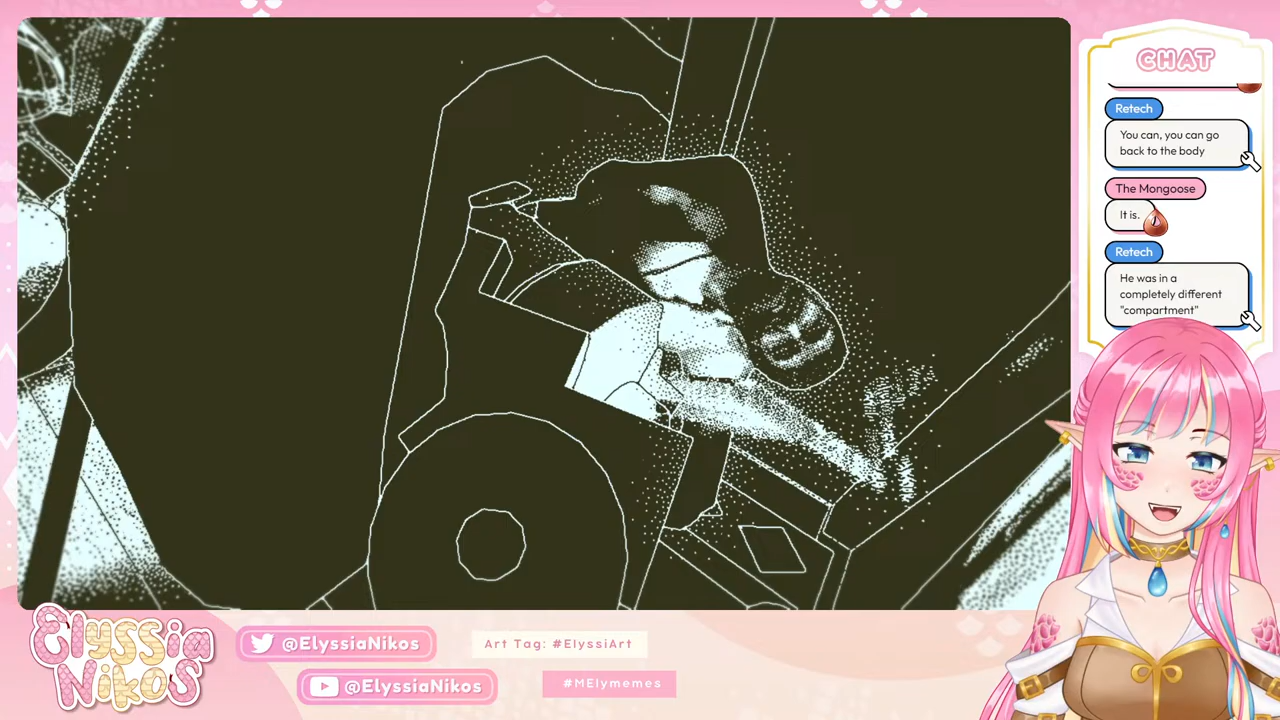 CHAT
Retech
You can, you can go
back to the body
The Mongoose
It is.
Retech
He was in a
completely different
"compartment"
Elyssia
Nikos
@ElyssiaNikos
Art Tag: #ElyssiArt
@ElyssiaNikos
#MElymemes